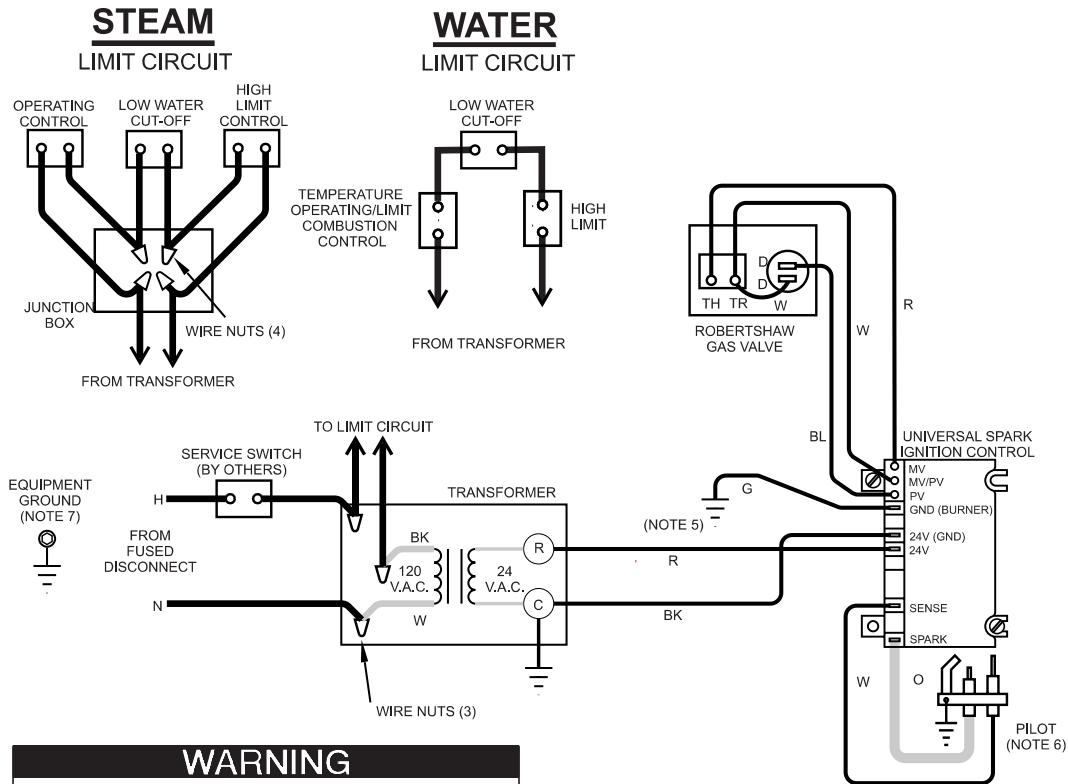 STEAM
LIMIT CIRCUIT
OPERATING
CONTROL
LOW WATER
CUT-OFF
HIGH
LIMIT
CONTROL
JUNCTION
BOX
WIRE NUTS (4)
FROM TRANSFORMER
WATER
LIMIT CIRCUIT
LOW WATER
CUT-OFF
TEMPERATURE
OPERATING/LIMIT
COMBUSTION
CONTROL
HIGH
LIMIT
FROM TRANSFORMER
D
D
TH TR W
ROBERTSHAW
GAS VALVE
R
W
BL
UNIVERSAL SPARK
IGNITION CONTROL
MV
MV/PV
PV
GND (BURNER)
24V (GND)
24V
SENSE
SPARK
G
(NOTE 5)
R
BK
W
O
PILOT
(NOTE 6)
TO LIMIT CIRCUIT
SERVICE SWITCH
(BY OTHERS)
EQUIPMENT
GROUND
(NOTE 7)
H
FROM
FUSED
DISCONNECT
N
TRANSFORMER
BK
120
V.A.C.
24
V.A.C.
W
R
C
WIRE NUTS (3)
WARNING